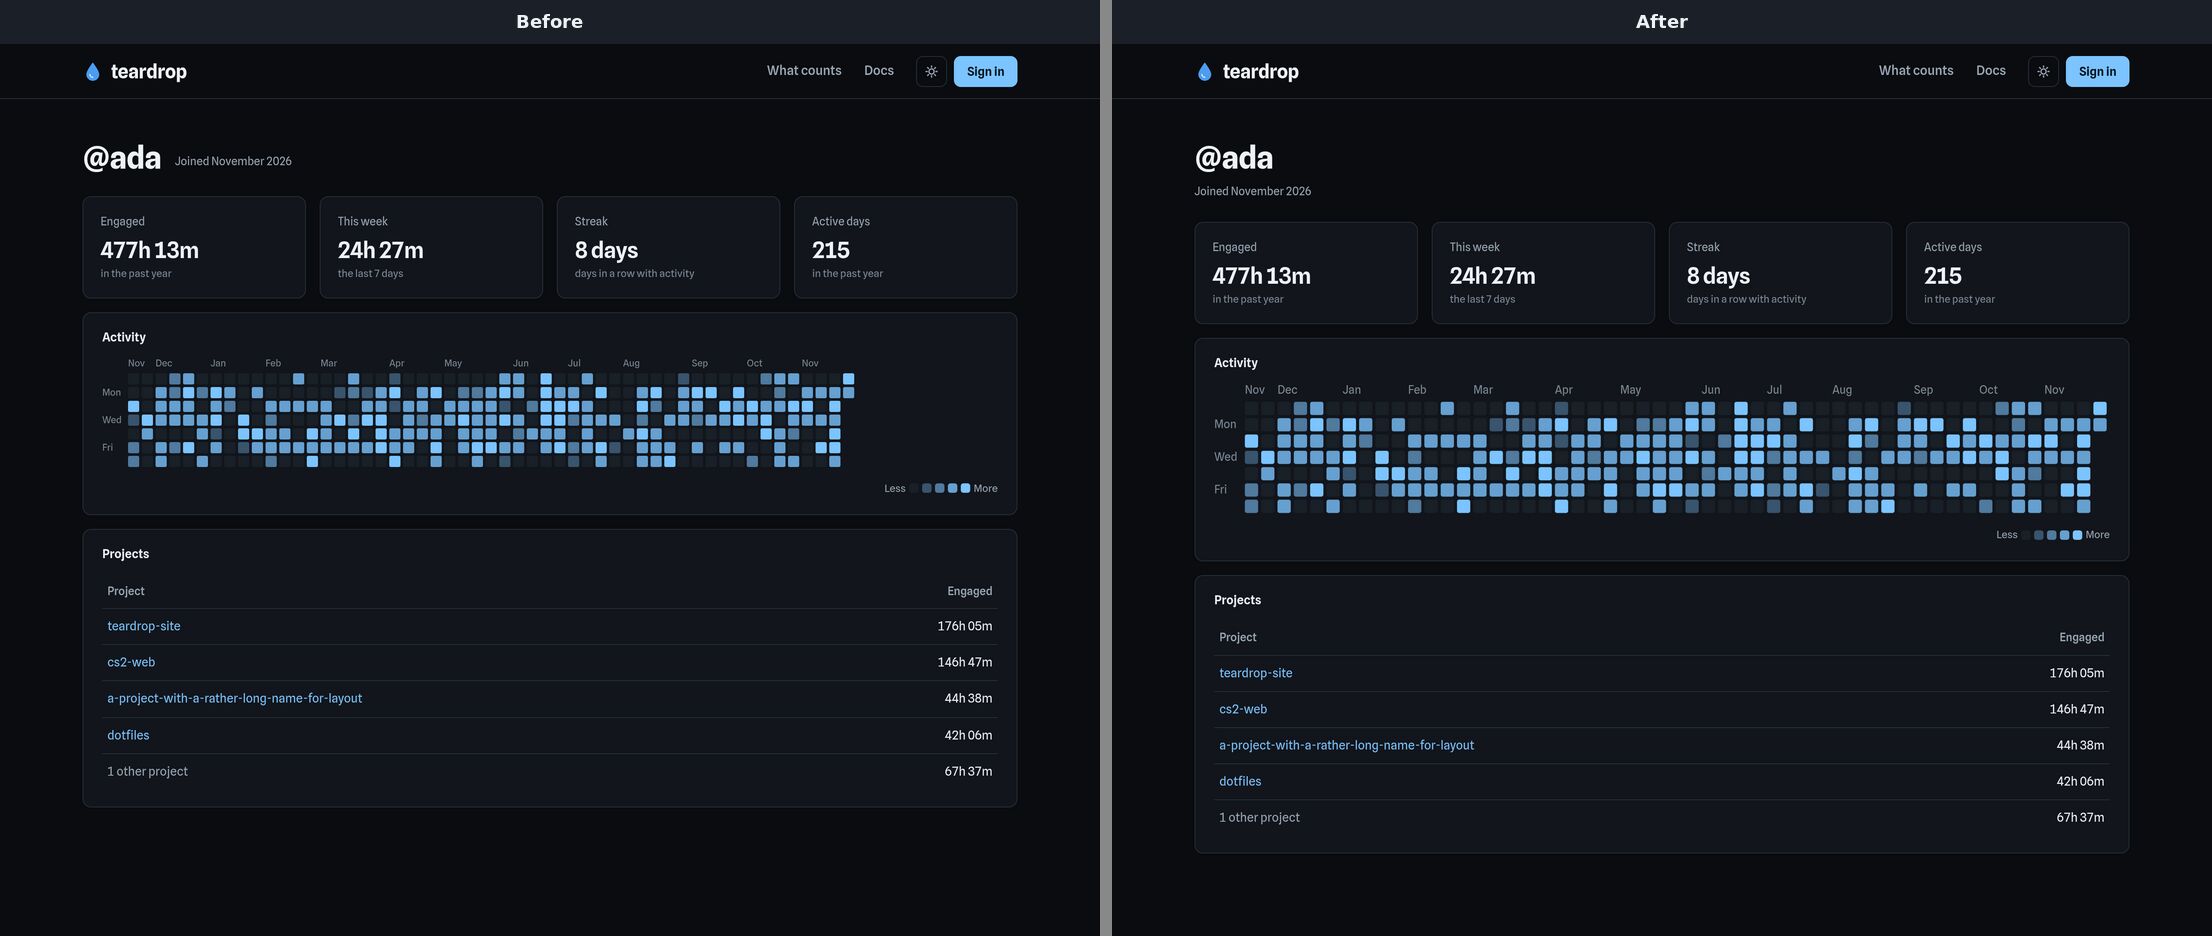 Before
teardrop
What counts Docs Sign in
@ada Joined November 2026
Engaged This week Streak Active days
477h 13m 24h 27m 8 days 215
in the past year the last 7 days days in a row with activity in the past year
Activity
Nov Dec Jan Feb Mar Apr May Jun Jul Aug Sep Oct Nov
Mon
Wed
Fri
Less More
Projects
Project Engaged
teardrop-site 176h 05m
cs2-web 146h 47m
a-project-with-a-rather-long-name-for-layout 44h 38m
dotfiles 42h 06m
1 other project 67h 37m
After
teardrop
What counts Docs Sign in
@ada
Joined November 2026
Engaged This week Streak Active days
477h 13m 24h 27m 8 days 215
in the past year the last 7 days days in a row with activity in the past year
Activity
Nov Dec Jan Feb Mar Apr May Jun Jul Aug Sep Oct Nov
Mon
Wed
Fri
Less More
Projects
Project Engaged
teardrop-site 176h 05m
cs2-web 146h 47m
a-project-with-a-rather-long-name-for-layout 44h 38m
dotfiles 42h 06m
1 other project 67h 37m